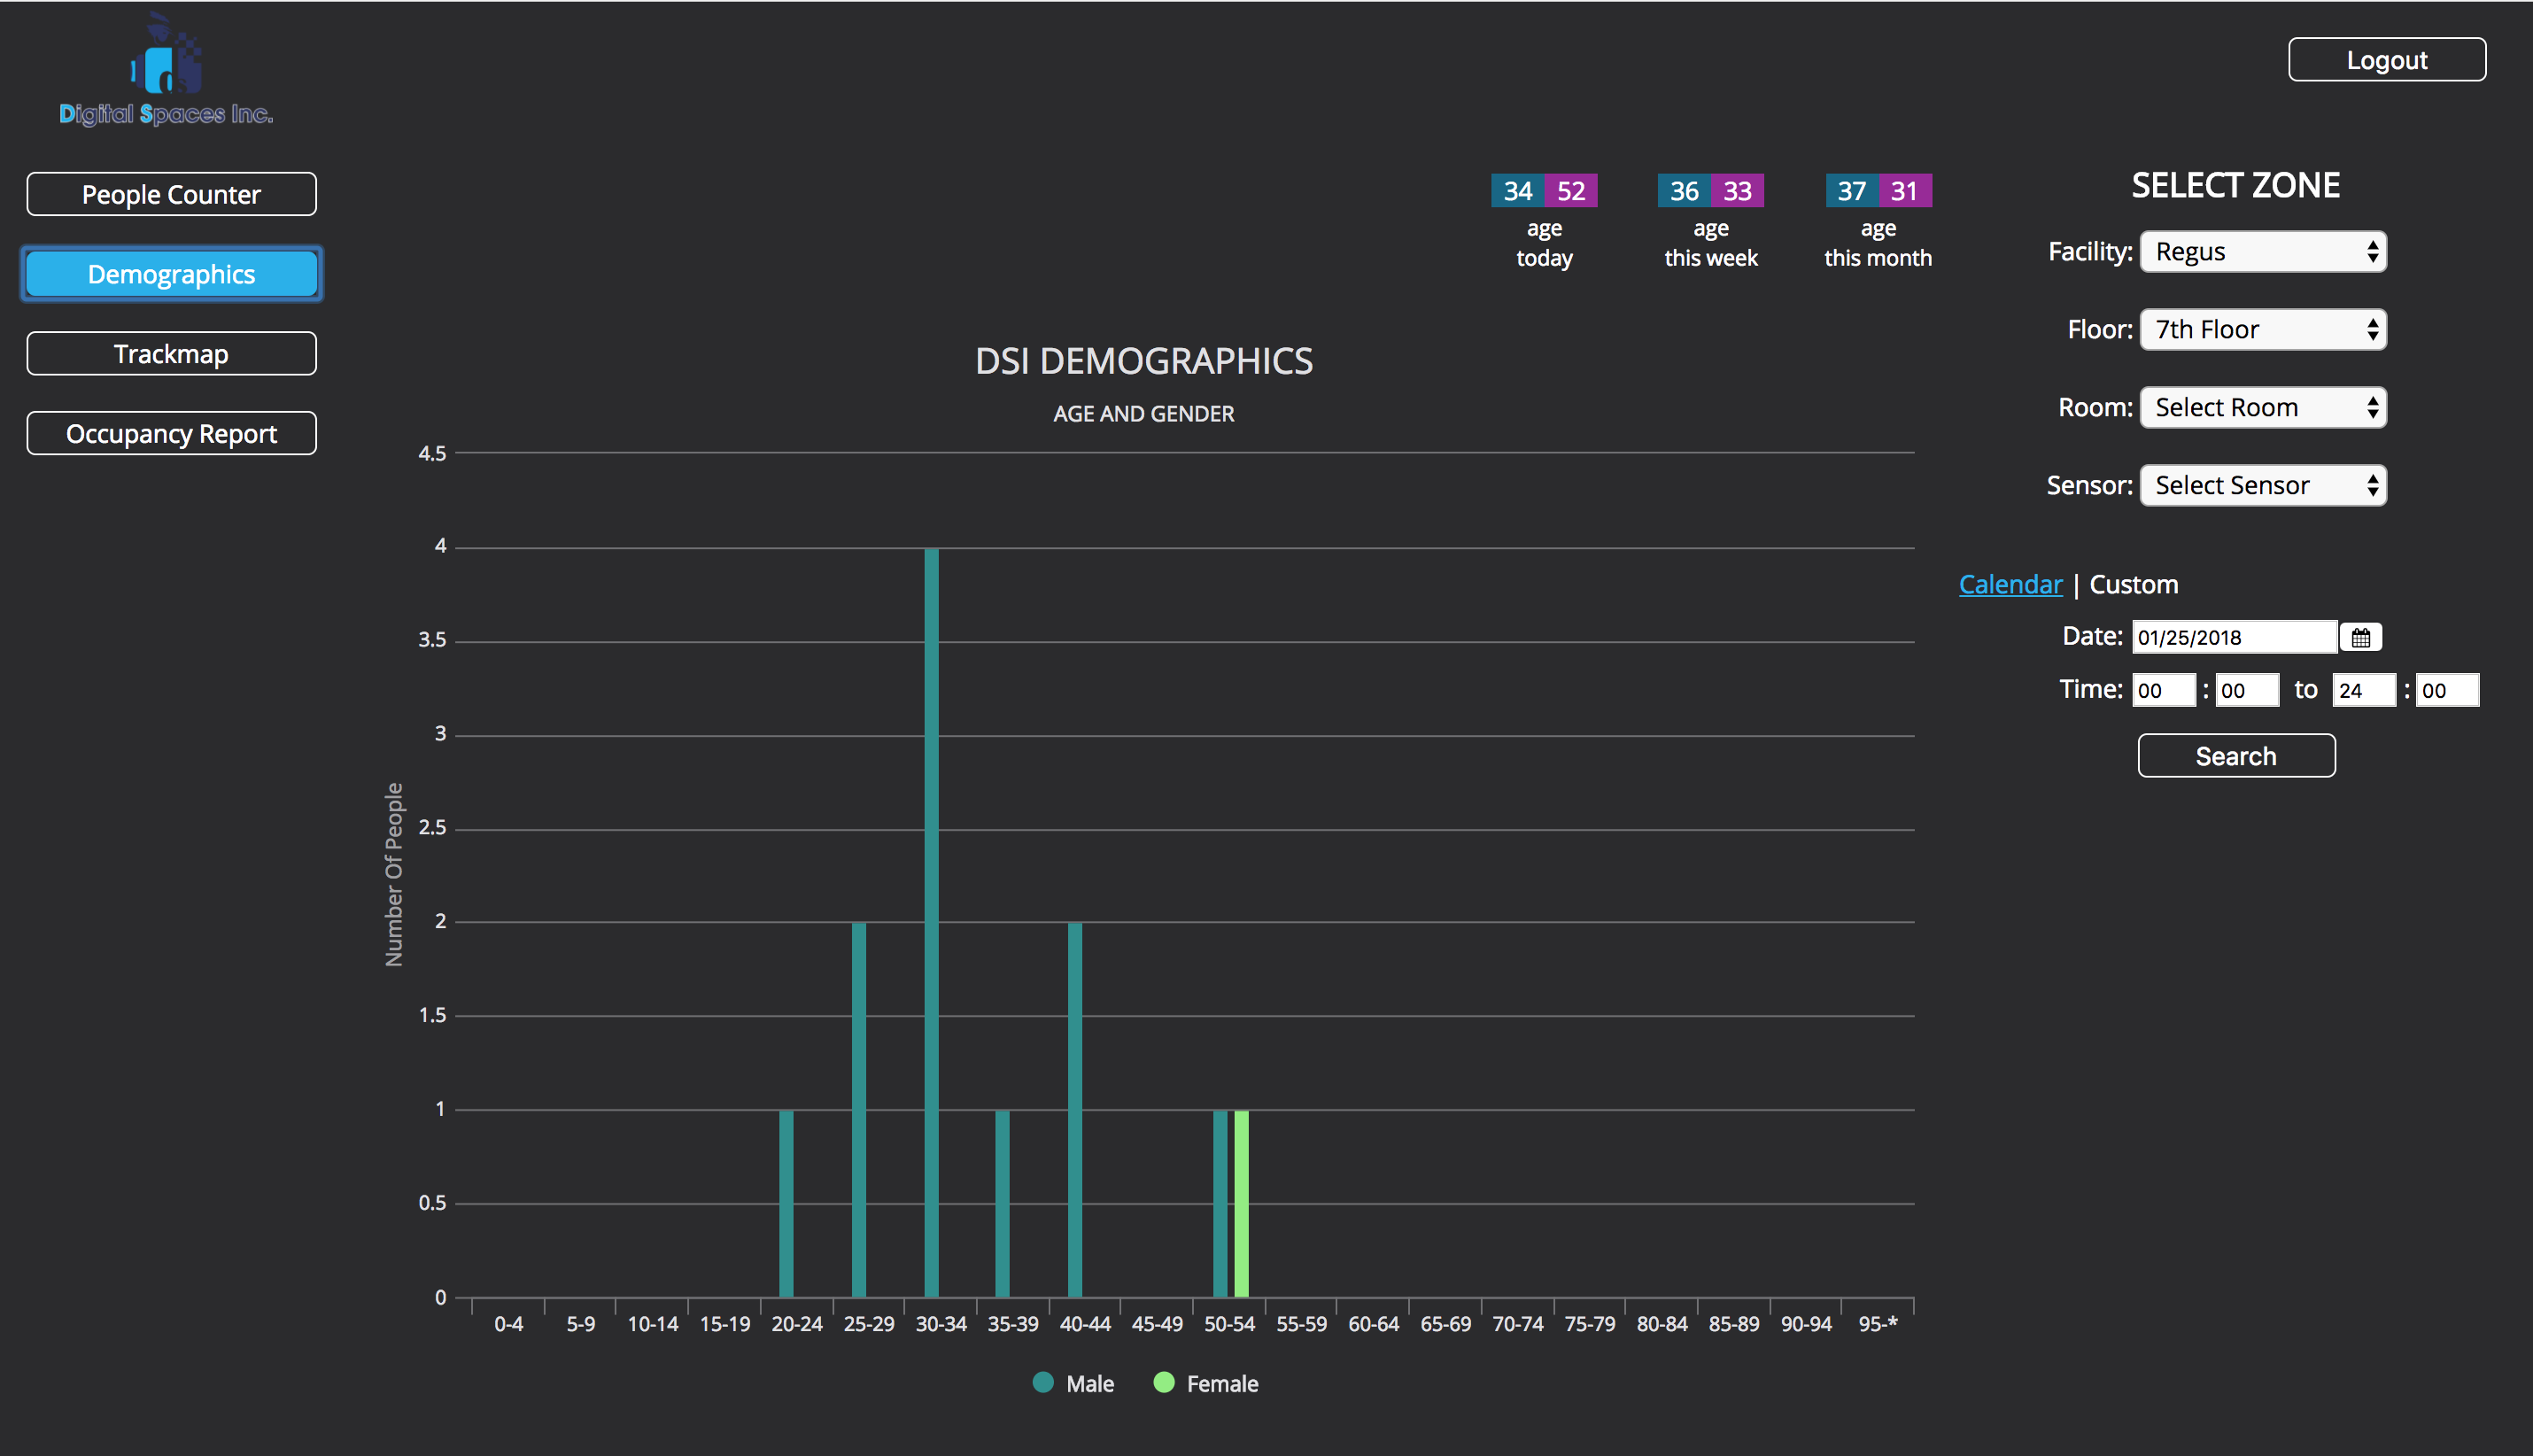 Digital Spaces Inc.
Logout
People Counter
Demographics
Trackmap
Occupancy Report
34 52
age
today
36 33
age
this week
37 31
age
this month
DSI DEMOGRAPHICS
AGE AND GENDER
4.5
4
3.5
3
2.5
2
1.5
1
0.5
0
Number Of People
0-4 5-9 10-14 15-19 20-24 25-29 30-34 35-39 40-44 45-49 50-54 55-59 60-64 65-69 70-74 75-79 80-84 85-89 90-94 95-*
Male Female
SELECT ZONE
Facility: Regus
Floor: 7th Floor
Room: Select Room
Sensor: Select Sensor
Calendar | Custom
Date: 01/25/2018
Time: 00 : 00 to 24 : 00
Search